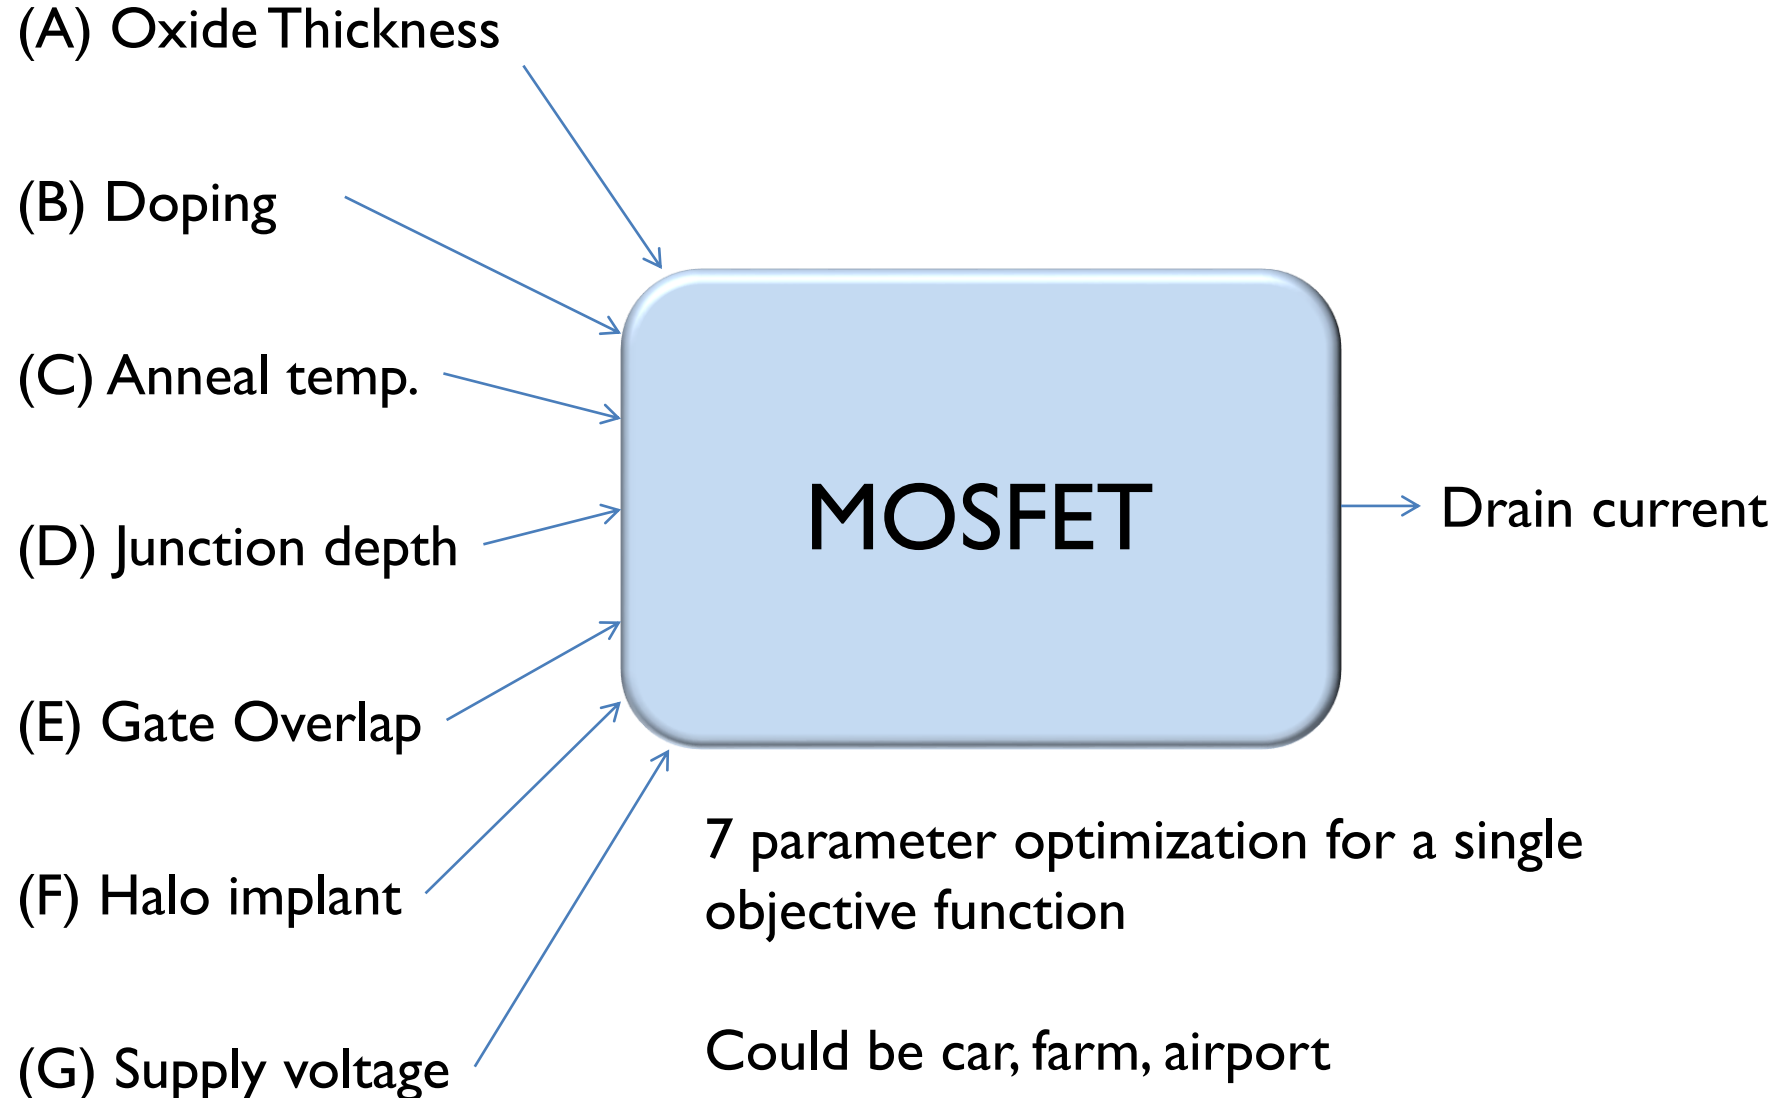 (A) Oxide Thickness
(B) Doping
(C) Anneal temp.
(D) Junction depth
(E) Gate Overlap
(F) Halo implant
(G) Supply voltage
MOSFET
Drain current
7 parameter optimization for a single
objective function
Could be car, farm, airport